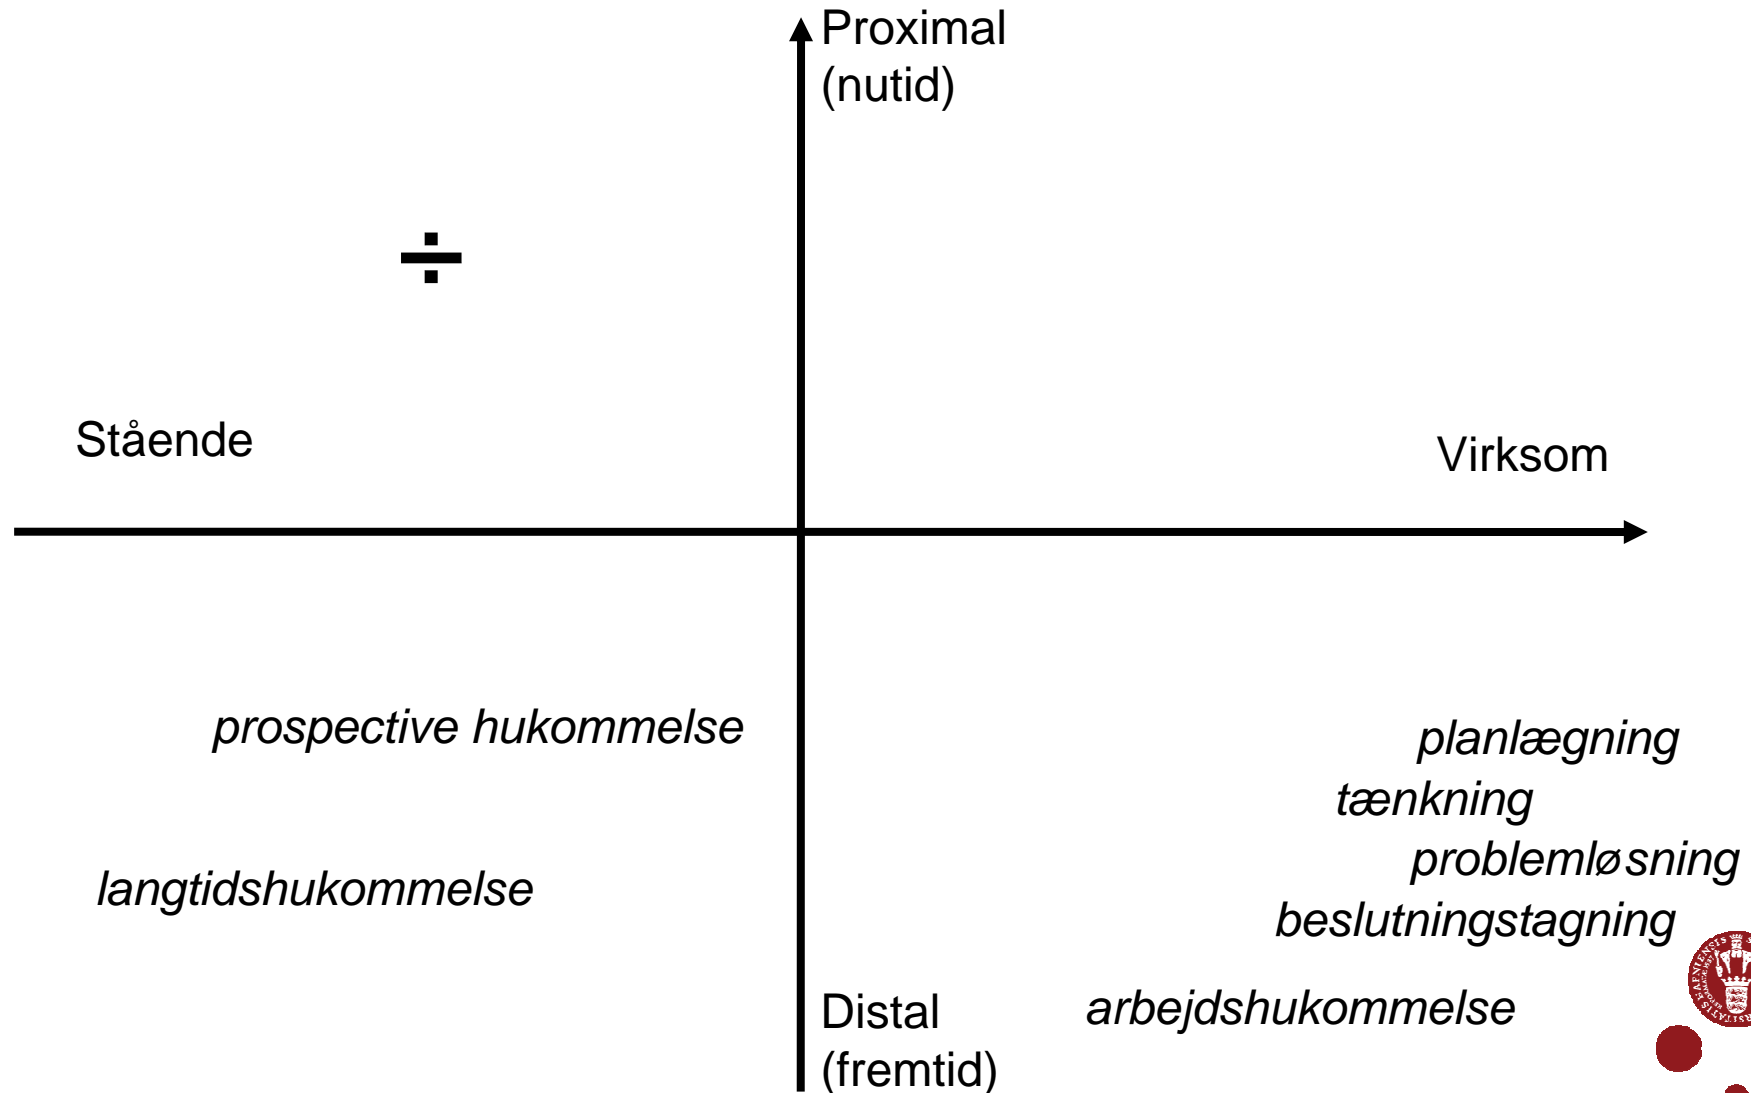 Proximal
(nutid)
÷
Stående
Virksom
prospective hukommelse
langtidshukommelse
planlægning
tænkning
problemløsning
beslutningstagning
arbejdshukommelse
Distal
(fremtid)